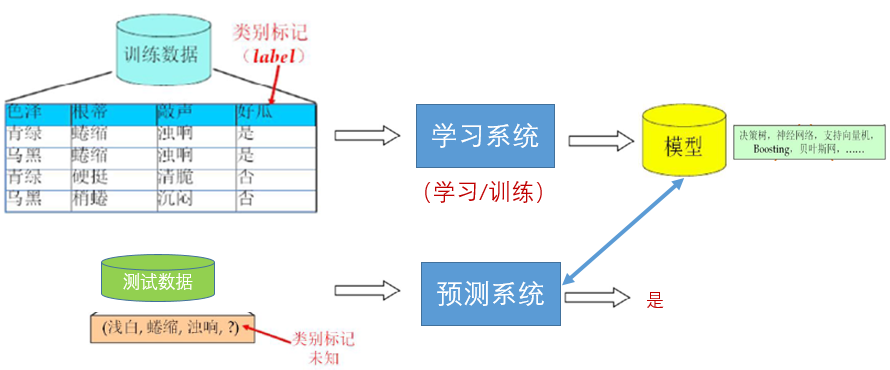 训练数据
类别标记
（label）
色泽 根蒂 敲声 好瓜
青绿 蜷缩 浊响 是
乌黑 蜷缩 浊响 是
青绿 硬挺 清脆 否
乌黑 稍蜷 沉闷 否
学习系统
（学习/训练）
模型
决策树，神经网络，支持向量机，
Boosting，贝叶斯网，……
测试数据
(浅白, 蜷缩, 浊响, ?)
类别标记
未知
预测系统
是